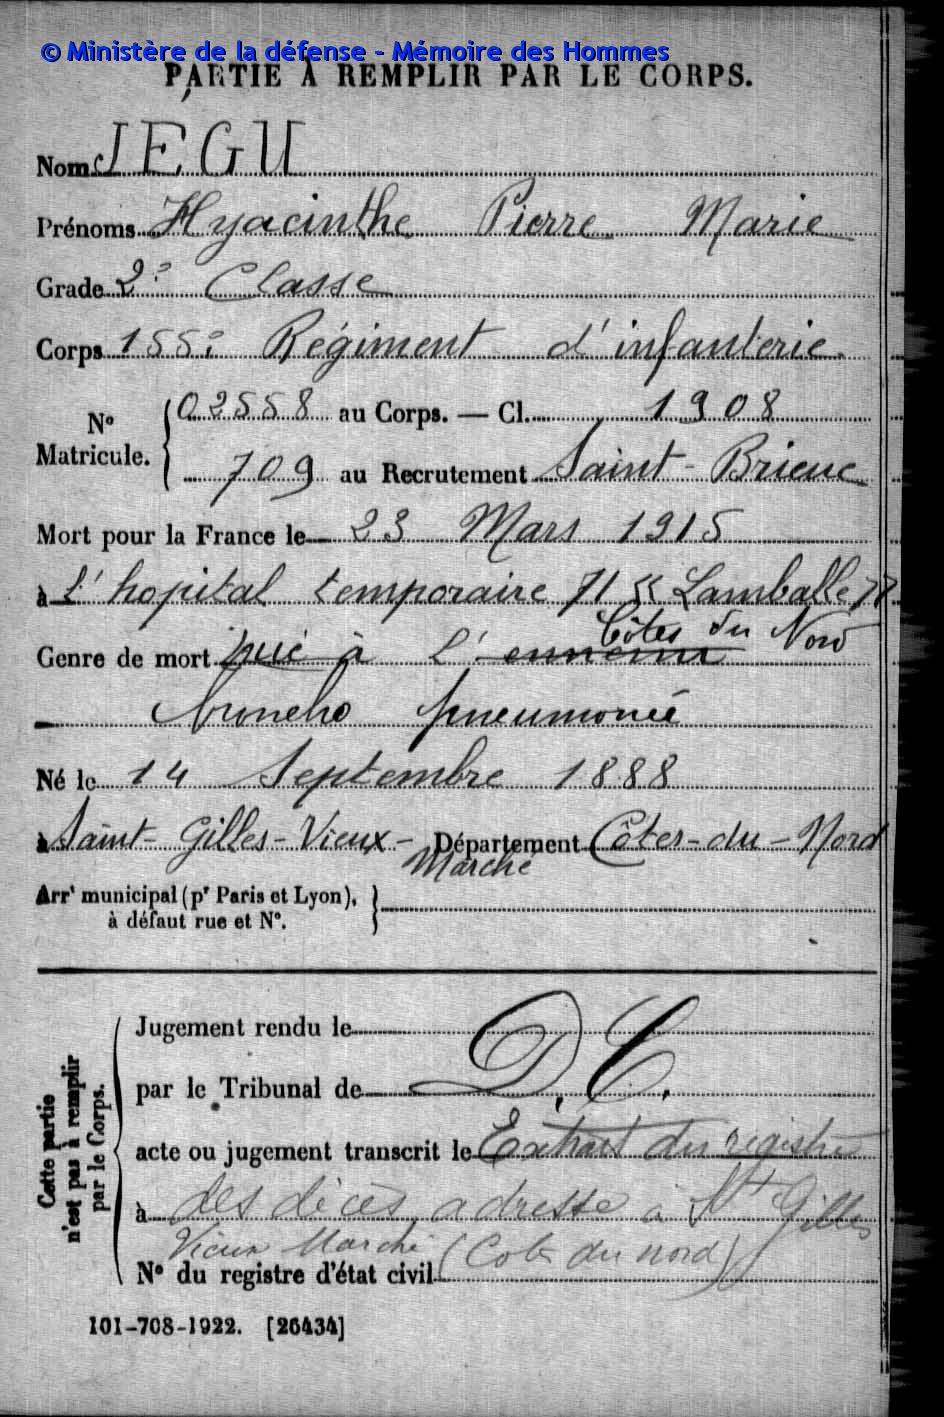 © Ministère de la défense - Mémoire des Hommes
PARTIE À REMPLIR PAR LE CORPS.
Nom JÉGU
Prénoms Hyacinthe Pierre Marie
Grade 2e Classe
Corps 155e Régiment d'infanterie
N° Matricule. { 02558 au Corps. — Cl. 1908
709 au Recrutement Saint-Brieuc
Mort pour la France le 23 Mars 1915
à l'hopital temporaire 71 "Lamballe"
Côtes du Nord
Genre de mort tué à l'ennemi
broncho pneumonie
Né le 14 Septembre 1888
à Saint-Gilles-Vieux- Département Côtes-du-Nord
Marché
Arrt municipal (pr Paris et Lyon), }
à défaut rue et N°.
Cette partie n'est pas à remplir par le Corps.
Jugement rendu le
par le Tribunal de D.C.
acte ou jugement transcrit le Extrait du registre
à des décès adressé à St Gilles
Vieux Marché (Cotes du nord)
N° du registre d'état civil
101-708-1922. [26434]